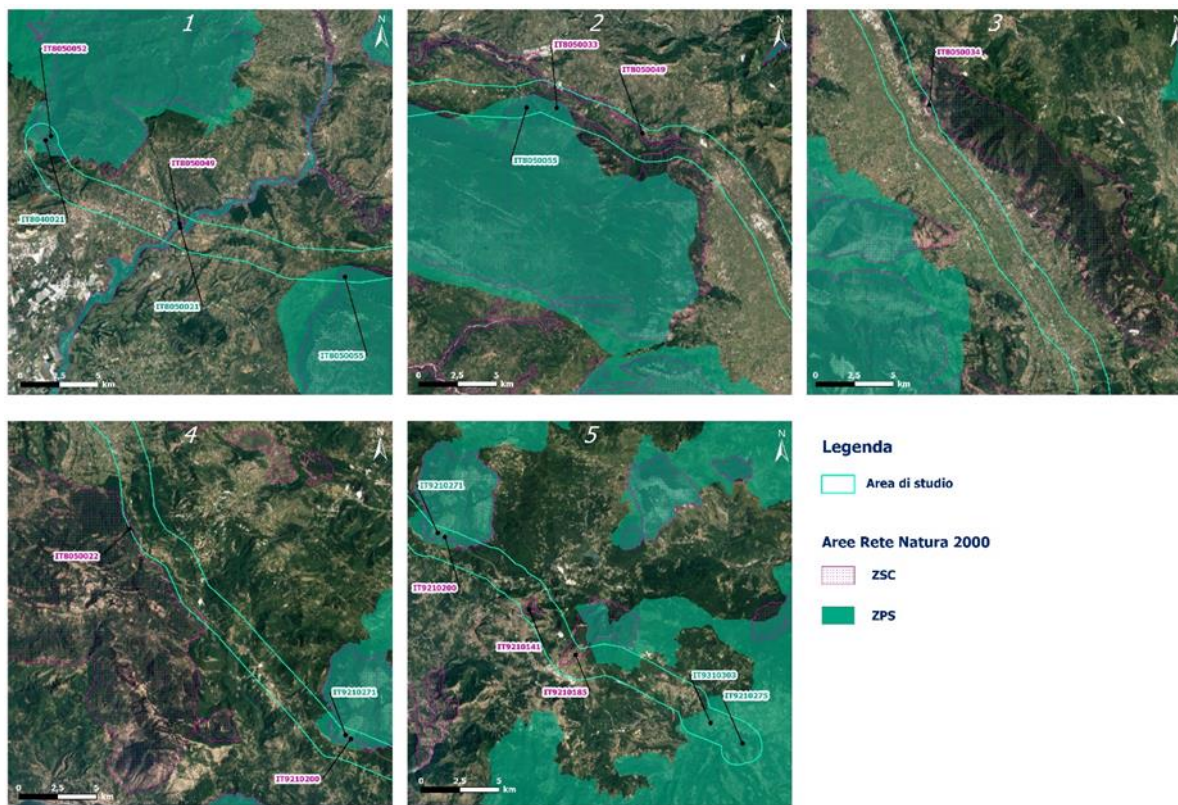 1
N
IT8050052
IT8050049
IT8040021
IT8050021
IT8050055
0 2,5 5
km
2
N
IT8050033
IT8050049
IT8050055
0 2,5 5
km
3
N
IT8050034
0 2,5 5
km
4
N
IT8050022
IT9210271
IT9210200
0 2,5 5
km
5
N
IT9210271
IT9210200
IT9210141
IT9210185
IT9310303
IT9210275
0 2,5 5
km
Legenda
Area di studio
Aree Rete Natura 2000
ZSC
ZPS